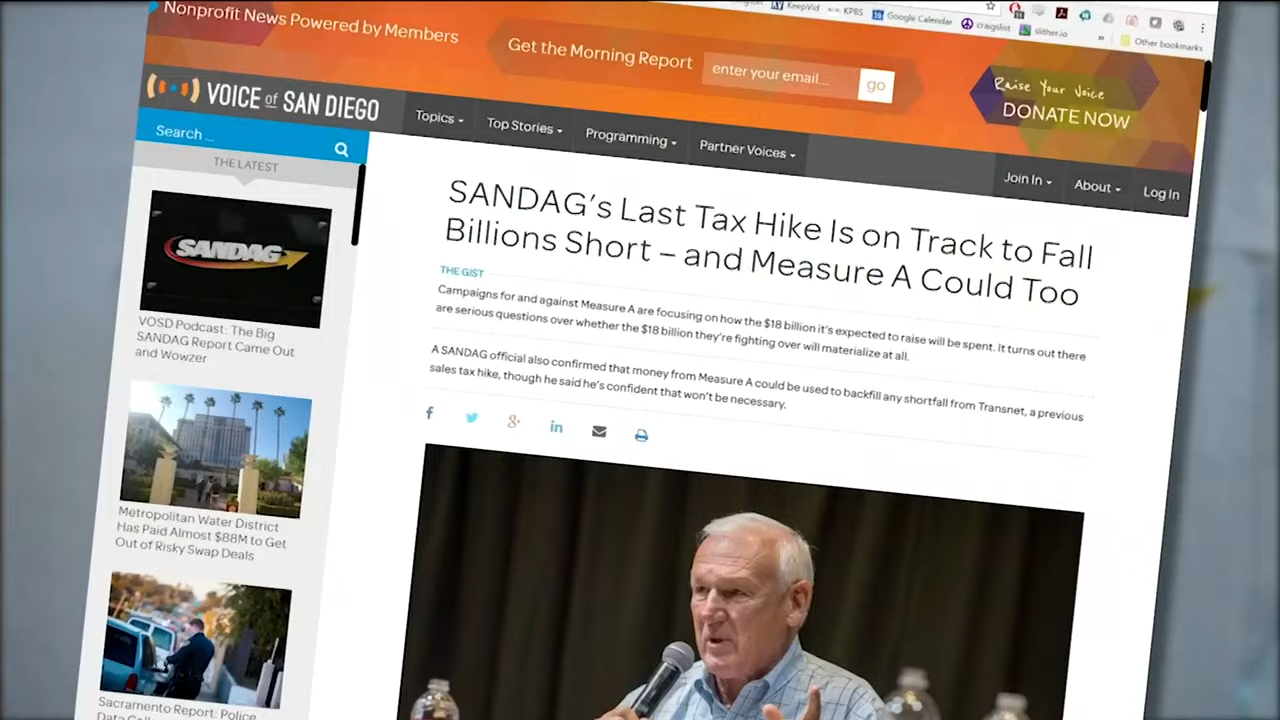 Nonprofit News Powered by Members
Get the Morning Report
enter your email...
go
Raise Your Voice
DONATE NOW
KeepVid
KPBS
Google Calendar
craigslist
slither.io
»
Other bookmarks
VOICE of SAN DIEGO
Topics
Top Stories
Programming
Partner Voices
Join In
About
Log In
Search ...
THE LATEST
SANDAG
VOSD Podcast: The Big
SANDAG Report Came Out
and Wowzer
Metropolitan Water District
Has Paid Almost $88M to Get
Out of Risky Swap Deals
Sacramento Report: Police
SANDAG's Last Tax Hike Is on Track to Fall
Billions Short – and Measure A Could Too
THE GIST
Campaigns for and against Measure A are focusing on how the $18 billion it's expected to raise will be spent. It turns out there
are serious questions over whether the $18 billion they're fighting over will materialize at all.
A SANDAG official also confirmed that money from Measure A could be used to backfill any shortfall from Transnet, a previous
sales tax hike, though he said he's confident that won't be necessary.